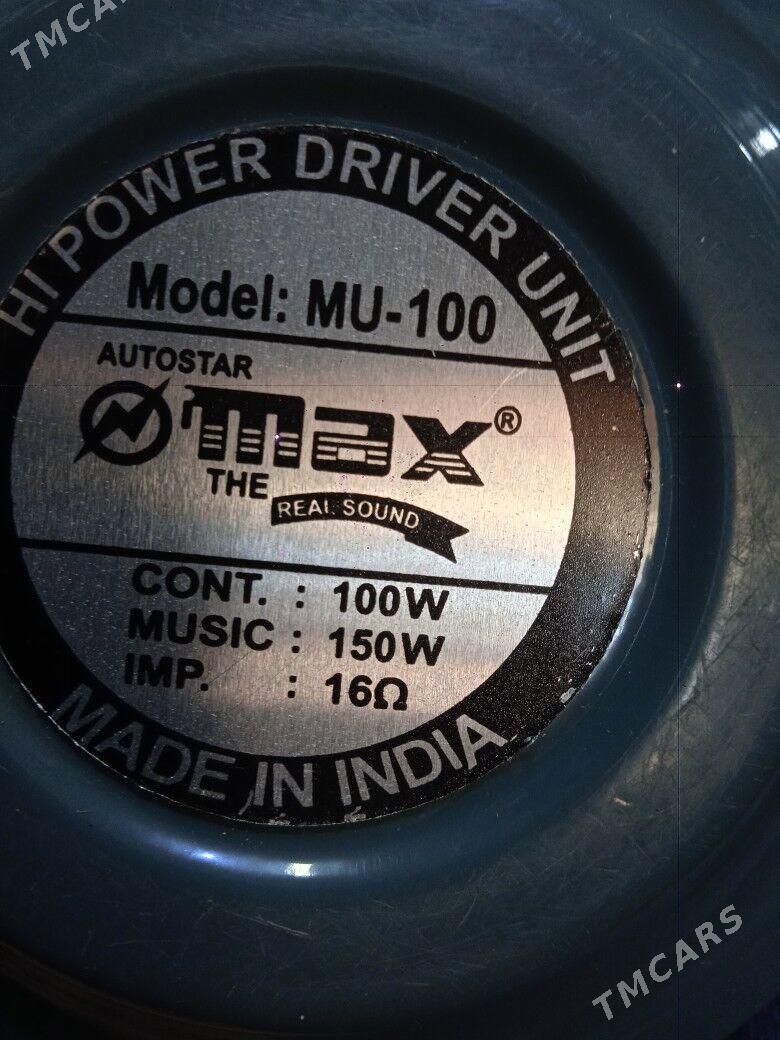 TMCARS
HI POWER DRIVER UNIT
Model: MU-100
AUTOSTAR
max®
THE
REAL SOUND
CONT. : 100W
MUSIC : 150W
IMP. : 16Ω
MADE IN INDIA
TMCARS